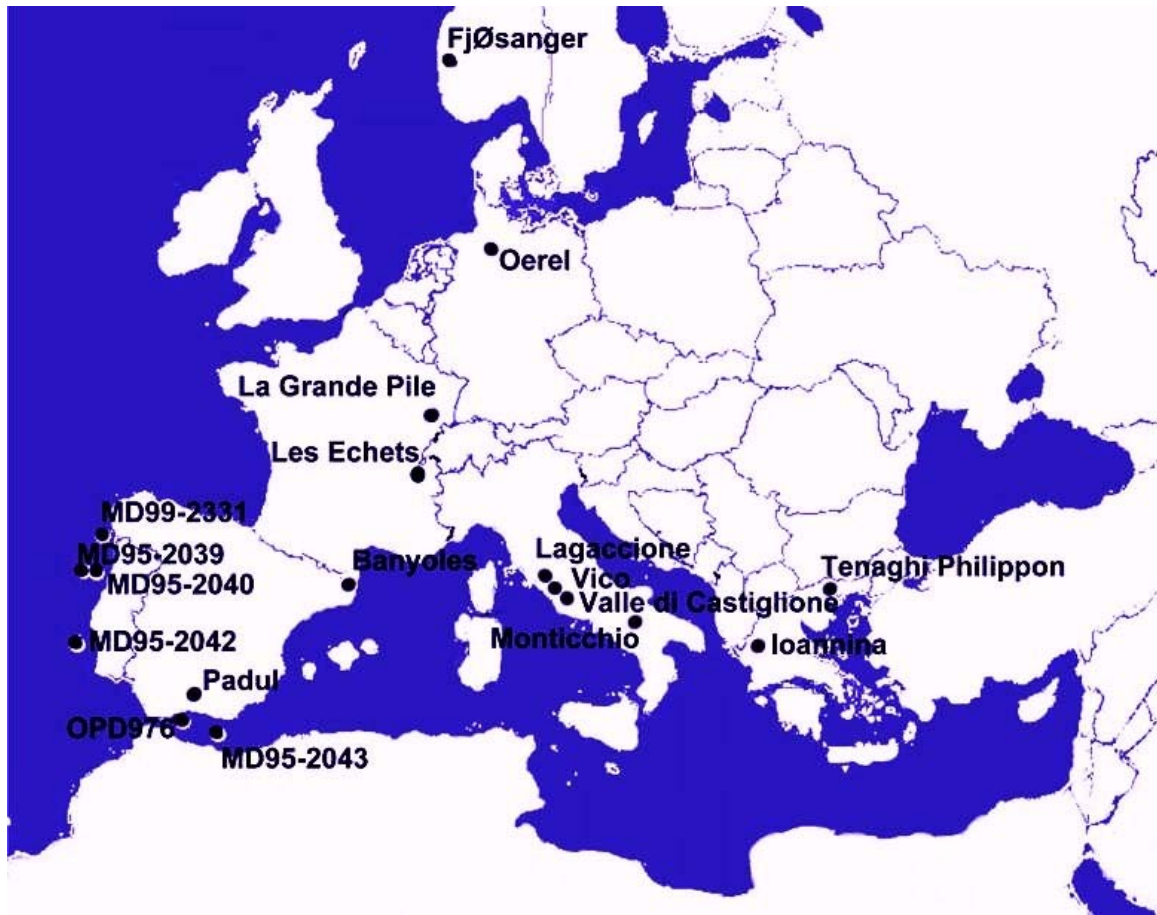 FjØsanger
Oerel
La Grande Pile
Les Echets
MD99-2331
MD95-2039
MD95-2040
Banyoles
Lagaccione
Vico
Valle di Castiglione
Tenaghi Philippon
MD95-2042
Monticchio
Ioannina
Padul
OPD976
MD95-2043